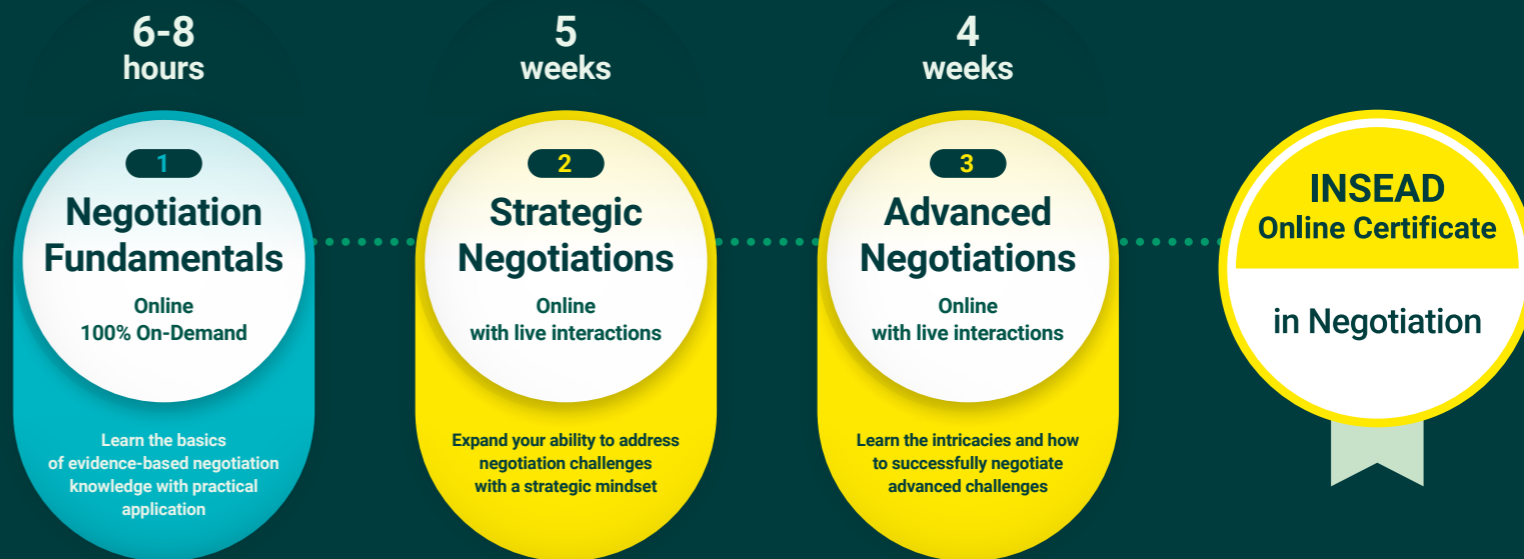 6-8
hours
1
Negotiation
Fundamentals
Online
100% On-Demand
Learn the basics
of evidence-based negotiation
knowledge with practical
application
5
weeks
2
Strategic
Negotiations
Online
with live interactions
Expand your ability to address
negotiation challenges
with a strategic mindset
4
weeks
3
Advanced
Negotiations
Online
with live interactions
Learn the intricacies and how
to successfully negotiate
advanced challenges
INSEAD
Online Certificate
in Negotiation